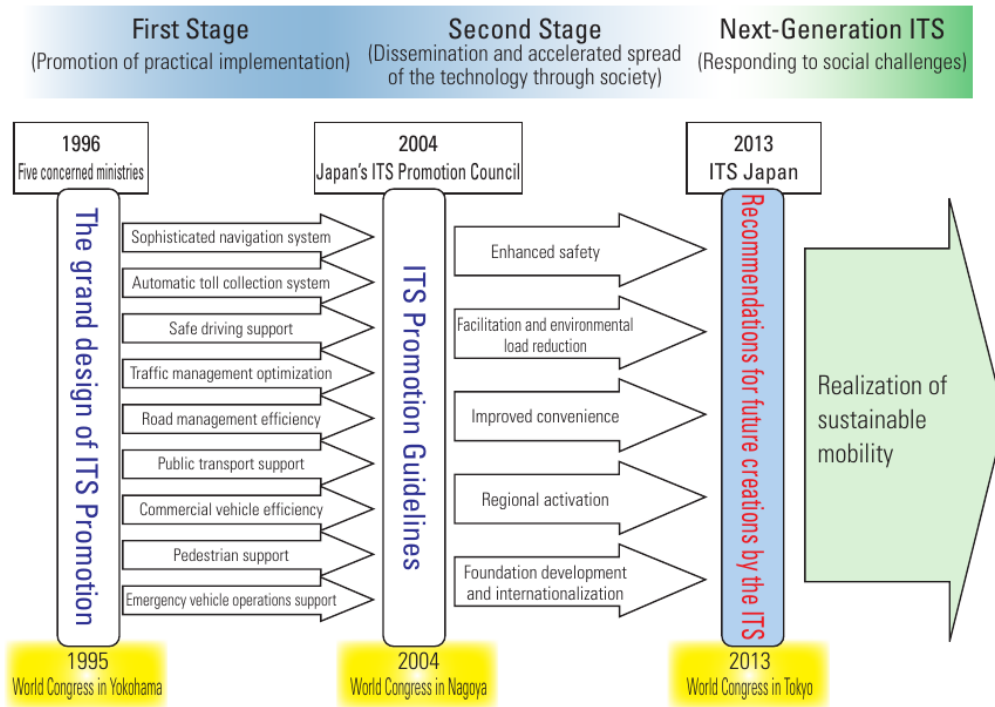 First Stage
(Promotion of practical implementation)
Second Stage
(Dissemination and accelerated spread
of the technology through society)
Next-Generation ITS
(Responding to social challenges)
1996
Five concerned ministries
2004
Japan's ITS Promotion Council
2013
ITS Japan
The grand design of ITS Promotion
Sophisticated navigation system
Automatic toll collection system
Safe driving support
Traffic management optimization
Road management efficiency
Public transport support
Commercial vehicle efficiency
Pedestrian support
Emergency vehicle operations support
ITS Promotion Guidelines
Enhanced safety
Facilitation and environmental
load reduction
Improved convenience
Regional activation
Foundation development
and internationalization
Recommendations for future creations by the ITS
Realization of
sustainable
mobility
1995
World Congress in Yokohama
2004
World Congress in Nagoya
2013
World Congress in Tokyo